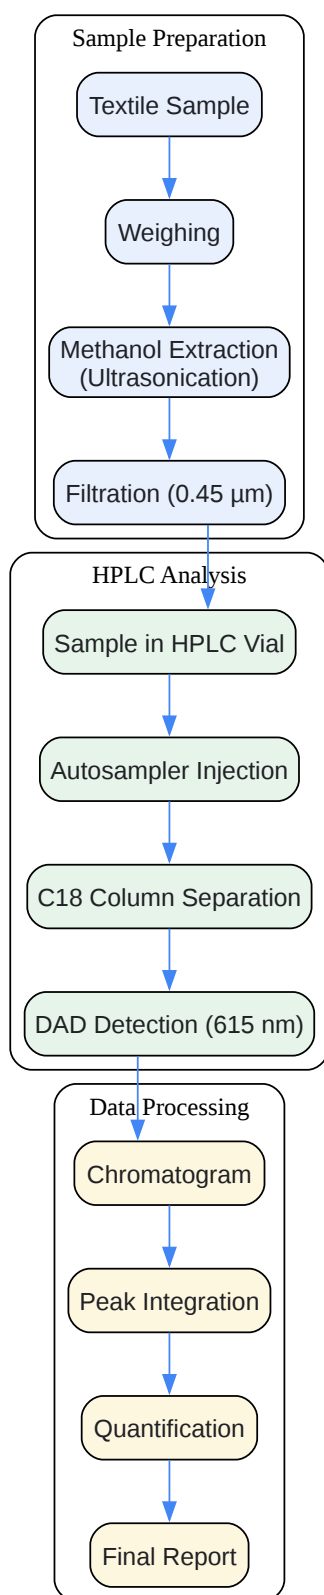 Sample Preparation
Textile Sample
Weighing
Methanol Extraction
(Ultrasonication)
Filtration (0.45 µm)
HPLC Analysis
Sample in HPLC Vial
Autosampler Injection
C18 Column Separation
DAD Detection (615 nm)
Data Processing
Chromatogram
Peak Integration
Quantification
Final Report